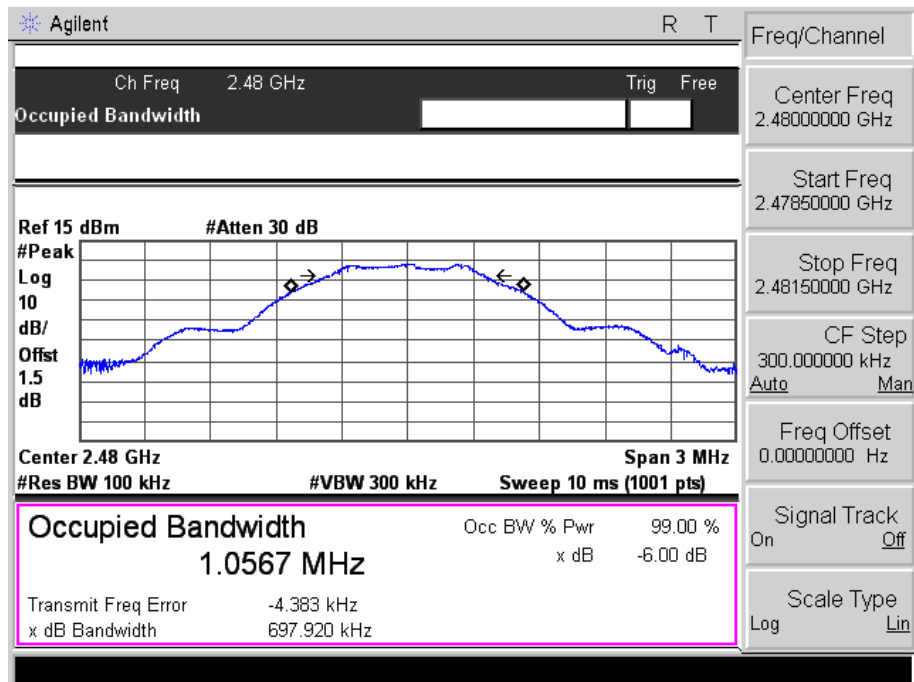 Agilent R T
Freq/Channel
Ch Freq 2.48 GHz Trig Free
Occupied Bandwidth
Center Freq
2.48000000 GHz
Start Freq
2.47850000 GHz
Stop Freq
2.48150000 GHz
CF Step
300.000000 kHz
Auto Man
Freq Offset
0.00000000 Hz
Signal Track
On Off
Scale Type
Log Lin
Ref 15 dBm #Atten 30 dB
#Peak
Log
10
dB/
Offst
1.5
dB
Center 2.48 GHz Span 3 MHz
#Res BW 100 kHz #VBW 300 kHz Sweep 10 ms (1001 pts)
Occupied Bandwidth Occ BW % Pwr 99.00 %
1.0567 MHz x dB -6.00 dB
Transmit Freq Error -4.383 kHz
x dB Bandwidth 697.920 kHz